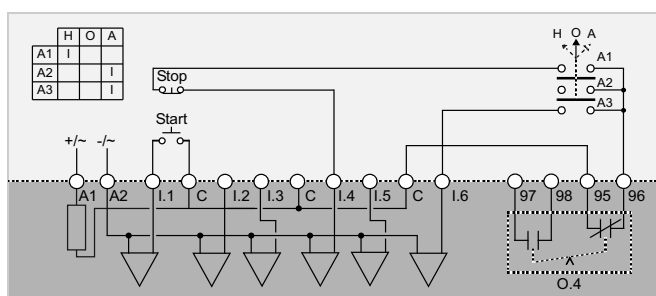 H O A
A1 I
A2 I
A3 I
H O A
A1
A2
A3
Stop
Start
+/~ -/~
A1 A2 I.1 C I.2 I.3 C I.4 I.5 C I.6 97 98 95 96
O.4